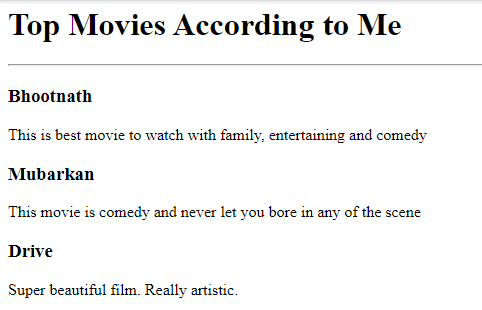 Top Movies According to Me
Bhootnath
This is best movie to watch with family, entertaining and comedy
Mubarkan
This movie is comedy and never let you bore in any of the scene
Drive
Super beautiful film. Really artistic.